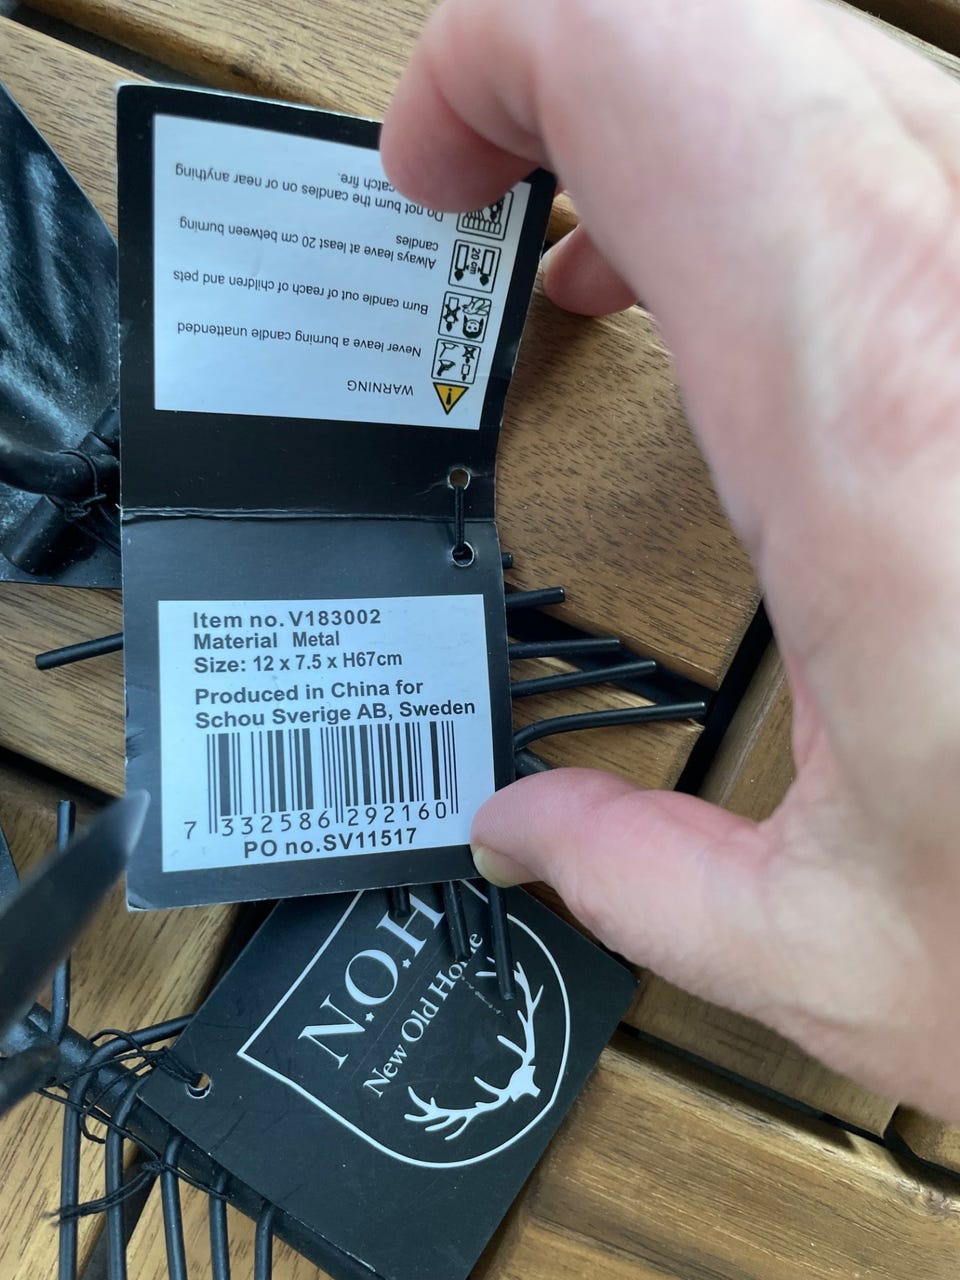 WARNING
Never leave a burning candle unattended
Burn candle out of reach of children and pets
Always leave at least 20 cm between burning
candles
20 cm
Do not burn the candles on or near anything
catch fire.
Item no. V183002
Material Metal
Size: 12 x 7.5 x H67cm
Produced in China for
Schou Sverige AB, Sweden
7 332586 292160
PO no.SV11517
N.O.H
New Old Home